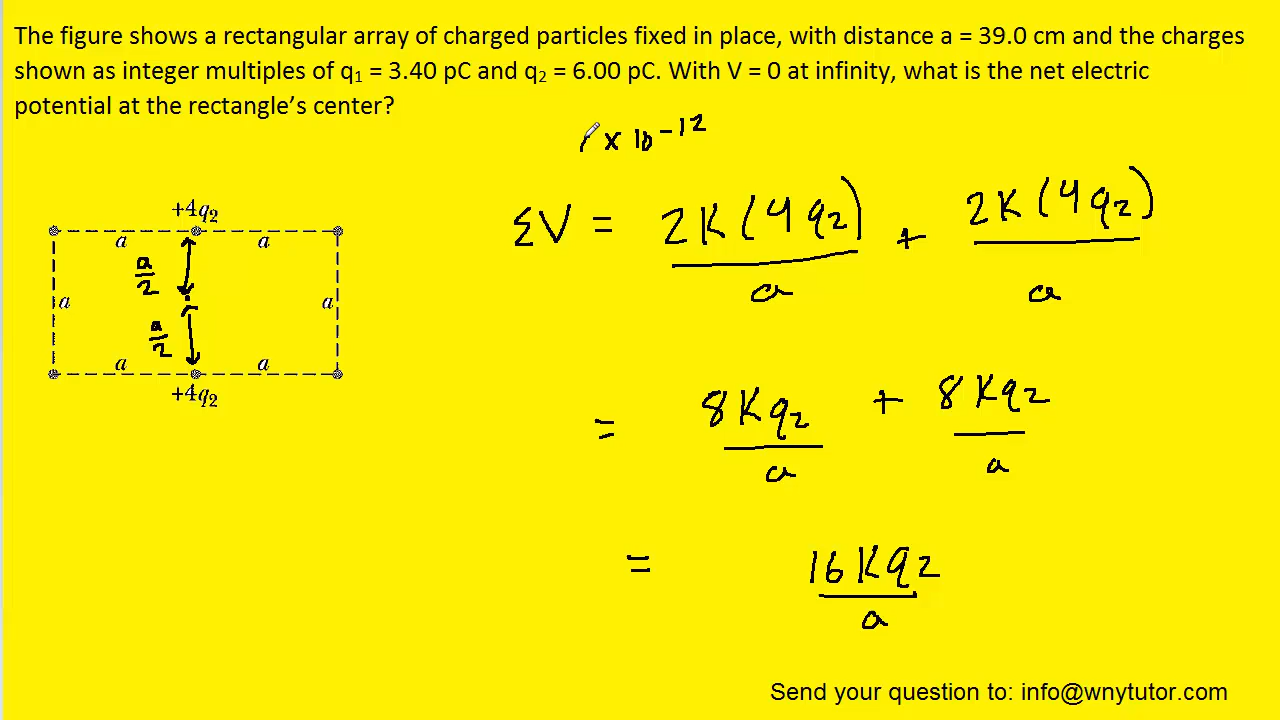 The figure shows a rectangular array of charged particles fixed in place, with distance a = 39.0 cm and the charges
shown as integer multiples of q₁ = 3.40 pC and q₂ = 6.00 pC. With V = 0 at infinity, what is the net electric
potential at the rectangle's center?
1 x 10⁻¹²
+4q₂
a a
a/2
a a
a/2
a a
+4q₂
ΣV = 2K(4q₂)/a + 2K(4q₂)/a
= 8Kq₂/a + 8Kq₂/a
= 16Kq₂/a
Send your question to: info@wnytutor.com